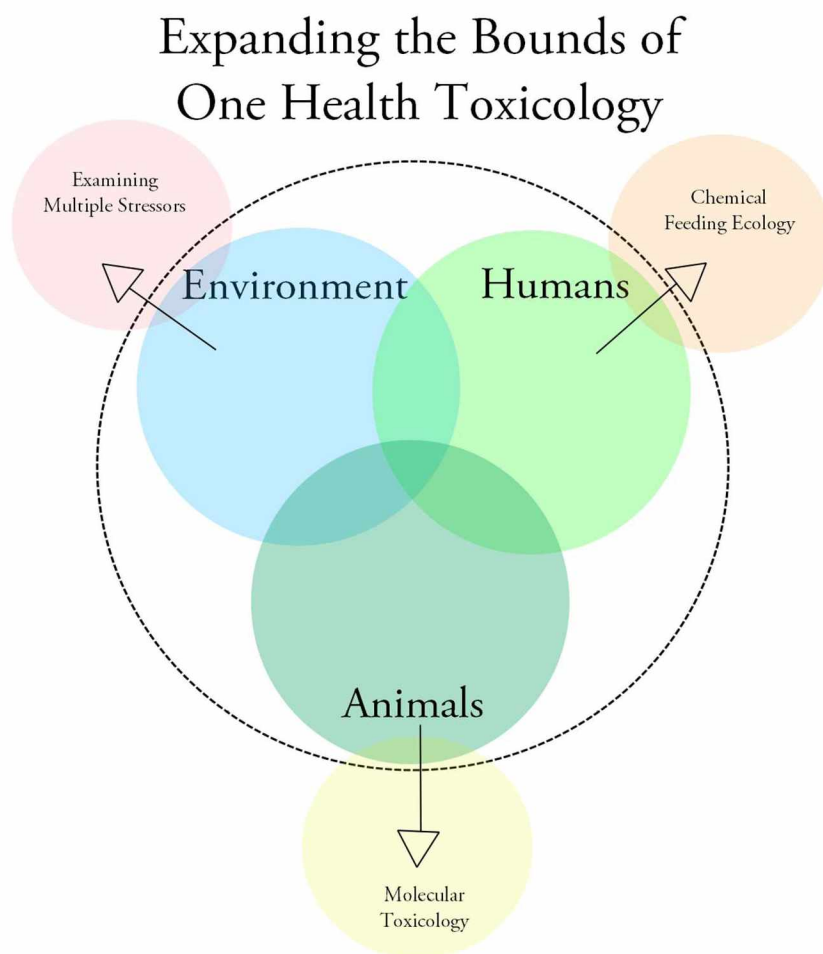 Expanding the Bounds of
One Health Toxicology
Examining
Multiple Stressors
Chemical
Feeding Ecology
Environment
Humans
Animals
Molecular
Toxicology